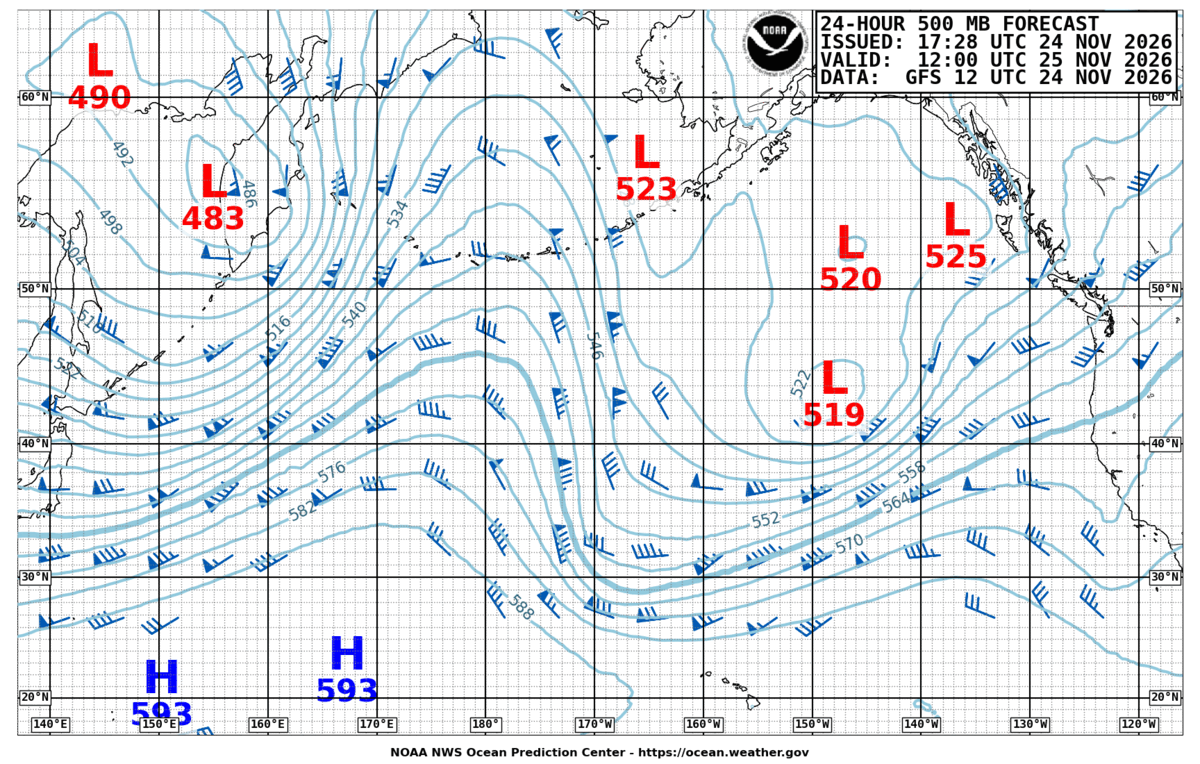 24-HOUR 500 MB FORECAST
ISSUED: 17:28 UTC 24 NOV 2026
VALID: 12:00 UTC 25 NOV 2026
DATA: GFS 12 UTC 24 NOV 2026
NOAA
L
490
60°N
60°N
492
L
483
486
L
523
498
534
L
525
504
L
520
50°N
50°N
516
516
540
546
522
522
L
519
40°N
40°N
576
558
582
564
552
570
30°N
30°N
588
H
593
H
593
20°N
20°N
140°E
150°E
160°E
170°E
180°
170°W
160°W
150°W
140°W
130°W
120°W
NOAA NWS Ocean Prediction Center - https://ocean.weather.gov